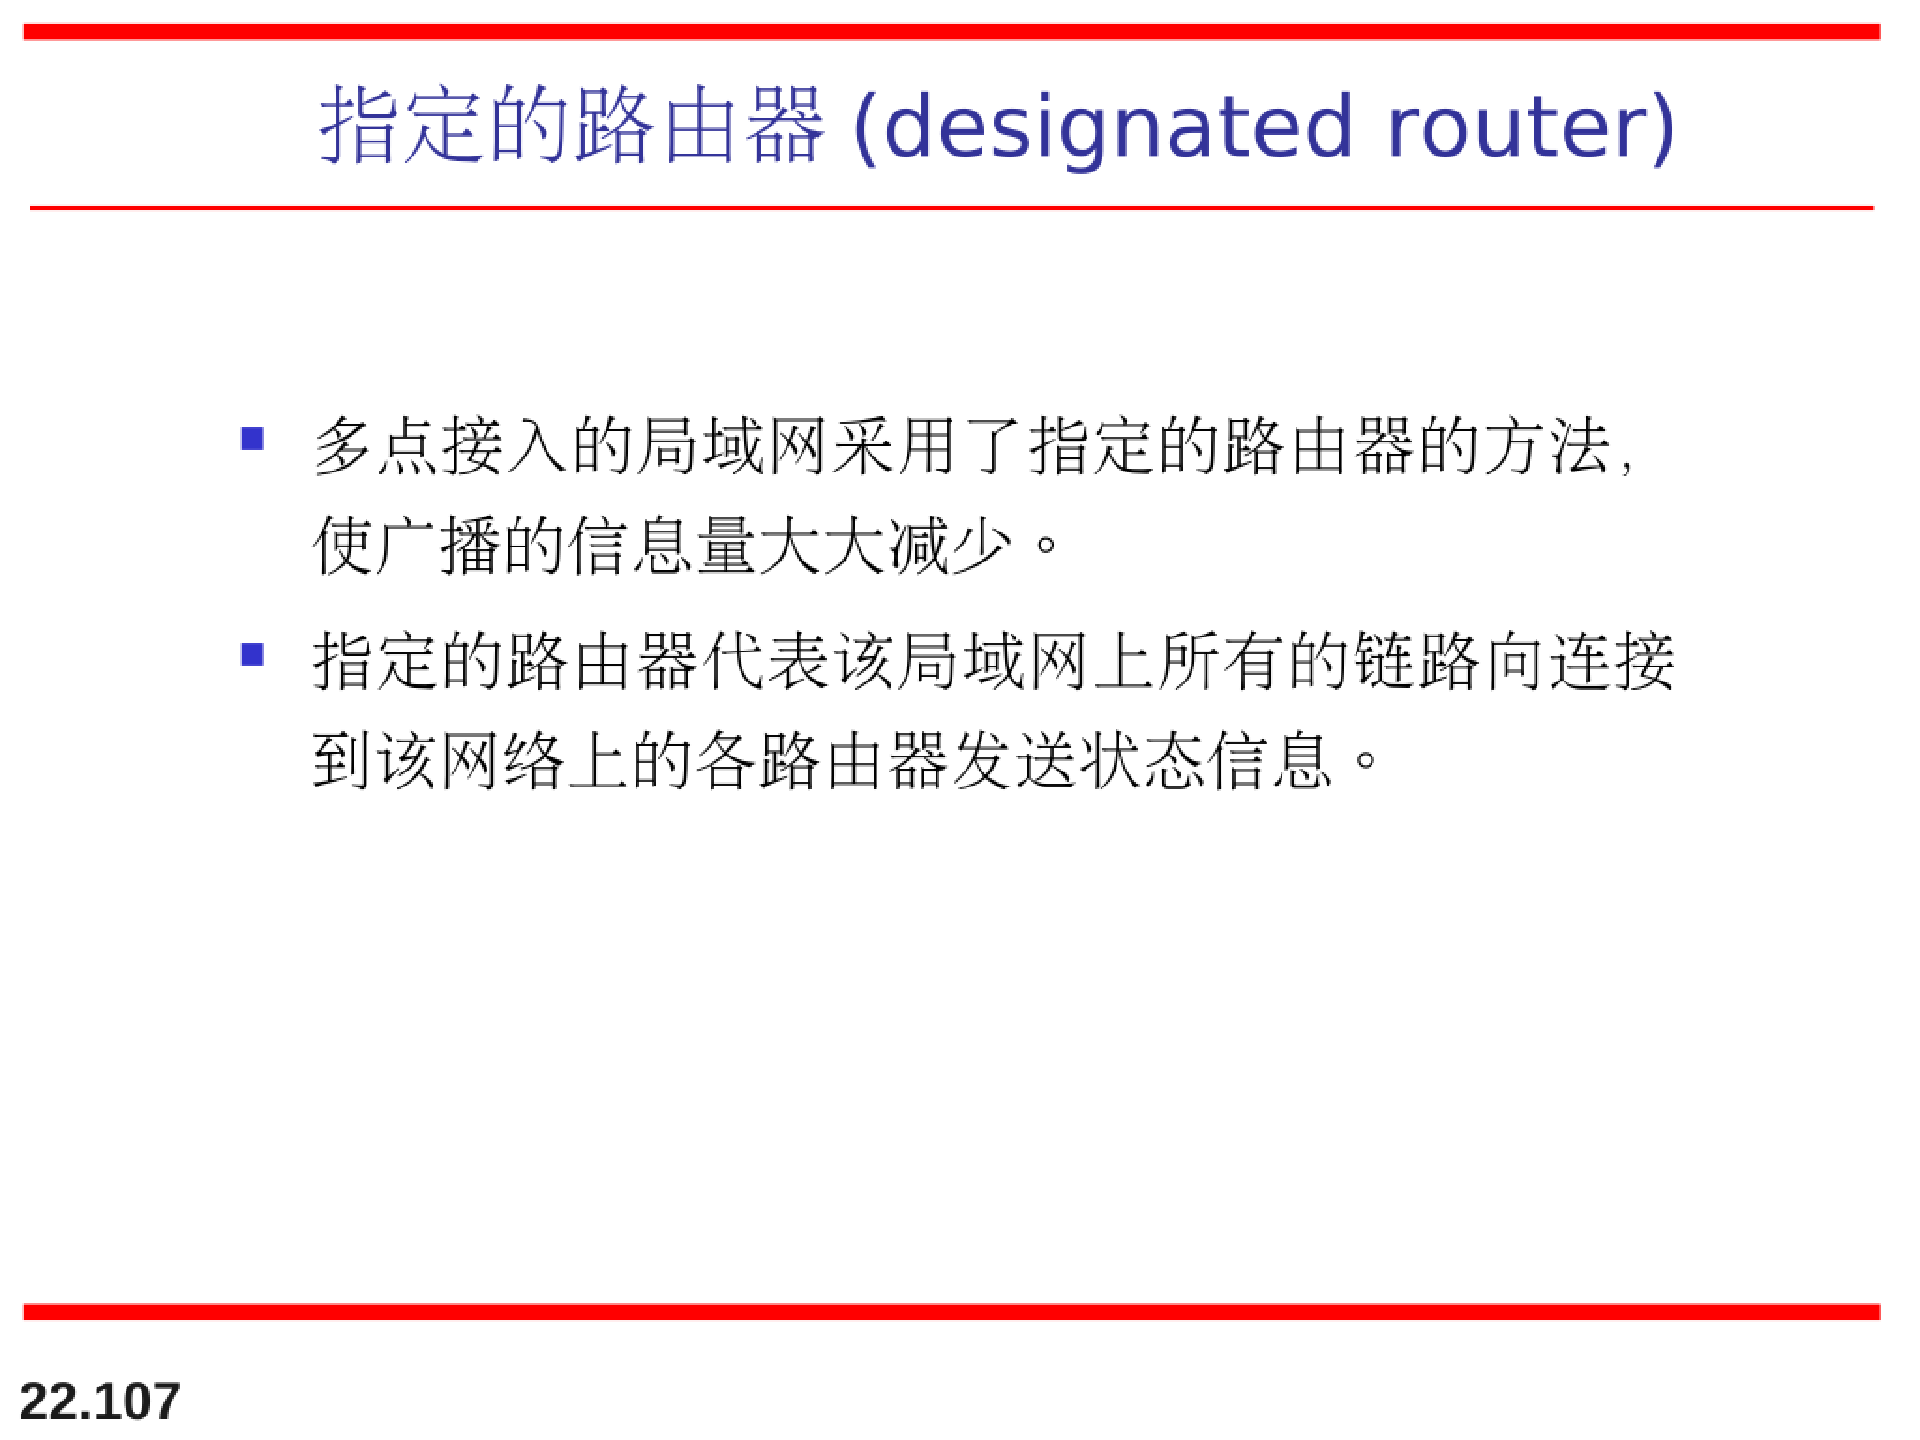 指定的路由器 (designated router)
多点接入的局域网采用了指定的路由器的方法,
使广播的信息量大大减少。
指定的路由器代表该局域网上所有的链路向连接
到该网络上的各路由器发送状态信息。
22.107